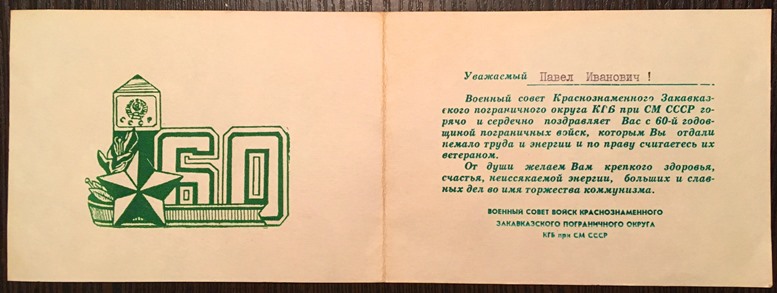 СССР
60
Уважаемый Павел Иванович !
Военный совет Краснознаменного Закавказ-
ского пограничного округа КГБ при СМ СССР го-
рячо и сердечно поздравляет Вас с 60-й годов-
щиной пограничных войск, которым Вы отдали
немало труда и энергии и по праву считаетесь их
ветераном.
От души желаем Вам крепкого здоровья,
счастья, неиссякаемой энергии, больших и слав-
ных дел во имя торжества коммунизма.
ВОЕННЫЙ СОВЕТ ВОЙСК КРАСНОЗНАМЕННОГО
ЗАКАВКАЗСКОГО ПОГРАНИЧНОГО ОКРУГА
КГБ при СМ СССР